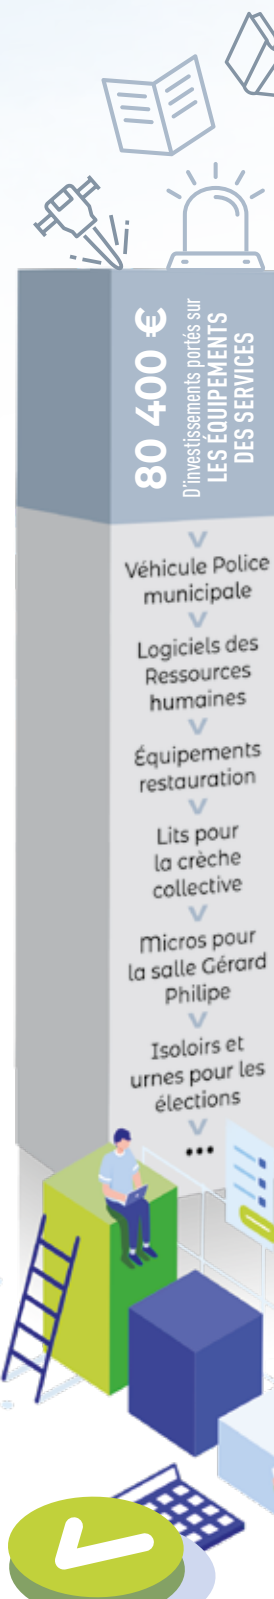 80 400 €
D'investissements portés sur
LES ÉQUIPEMENTS
DES SERVICES
Véhicule Police
municipale
Logiciels des
Ressources
humaines
Équipements
restauration
Lits pour
la crèche
collective
Micros pour
la salle Gérard
Philipe
Isoloirs et
urnes pour les
élections
...